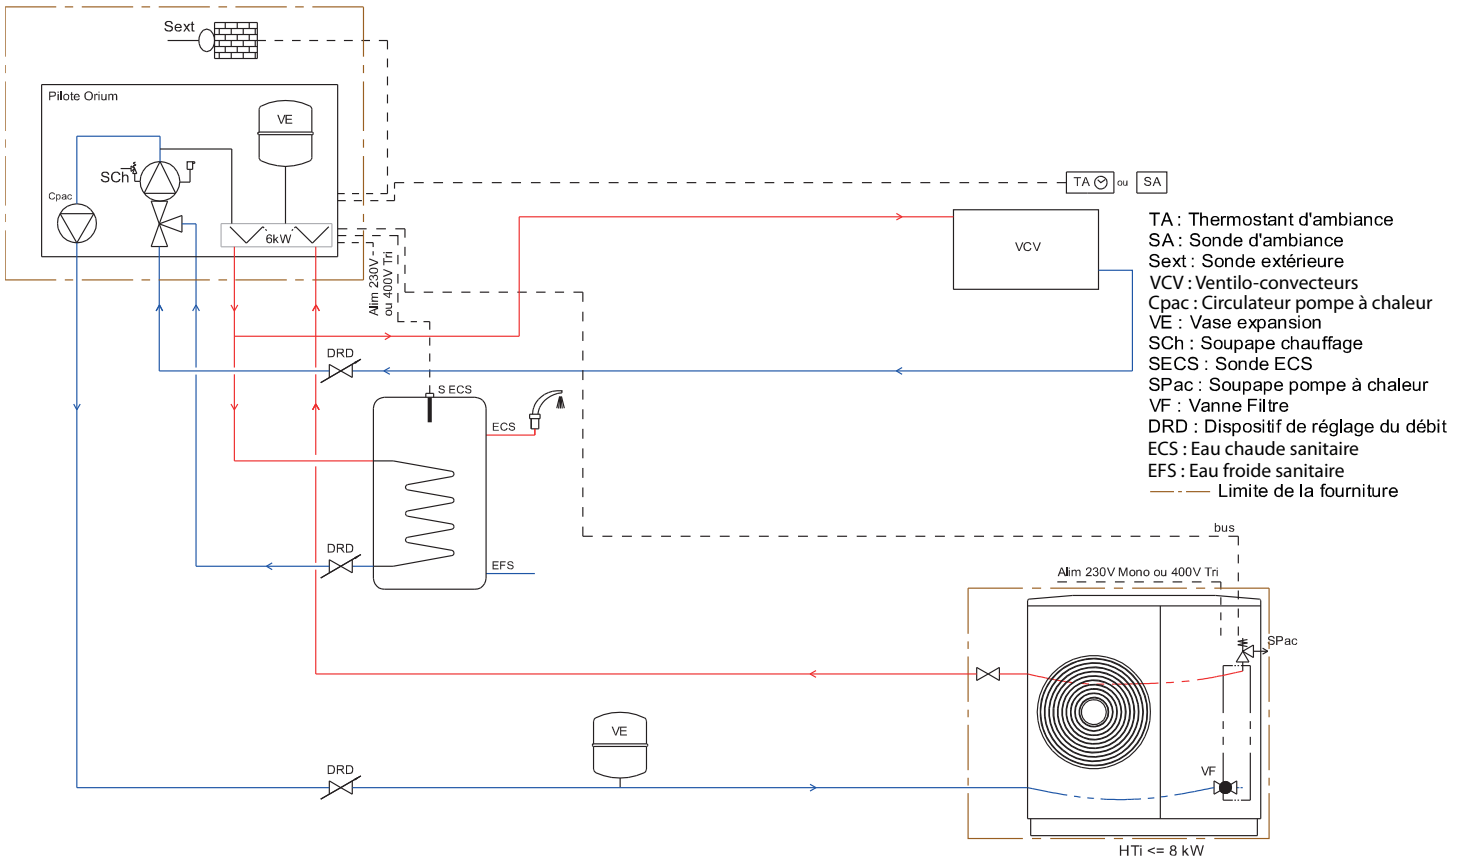 Sext
Pilote Orium
VE
SCh
Cpac
6kW
Alim 230V
ou 400V Tri
TA
ou
SA
VCV
TA : Thermostant d'ambiance
SA : Sonde d'ambiance
Sext : Sonde extérieure
VCV : Ventilo-convecteurs
Cpac : Circulateur pompe à chaleur
VE : Vase expansion
SCh : Soupape chauffage
SECS : Sonde ECS
SPac : Soupape pompe à chaleur
VF : Vanne Filtre
DRD : Dispositif de réglage du débit
ECS : Eau chaude sanitaire
EFS : Eau froide sanitaire
Limite de la fourniture
DRD
S ECS
ECS
DRD
EFS
bus
Alim 230V Mono ou 400V Tri
SPac
VE
DRD
VF
HTi <= 8 kW